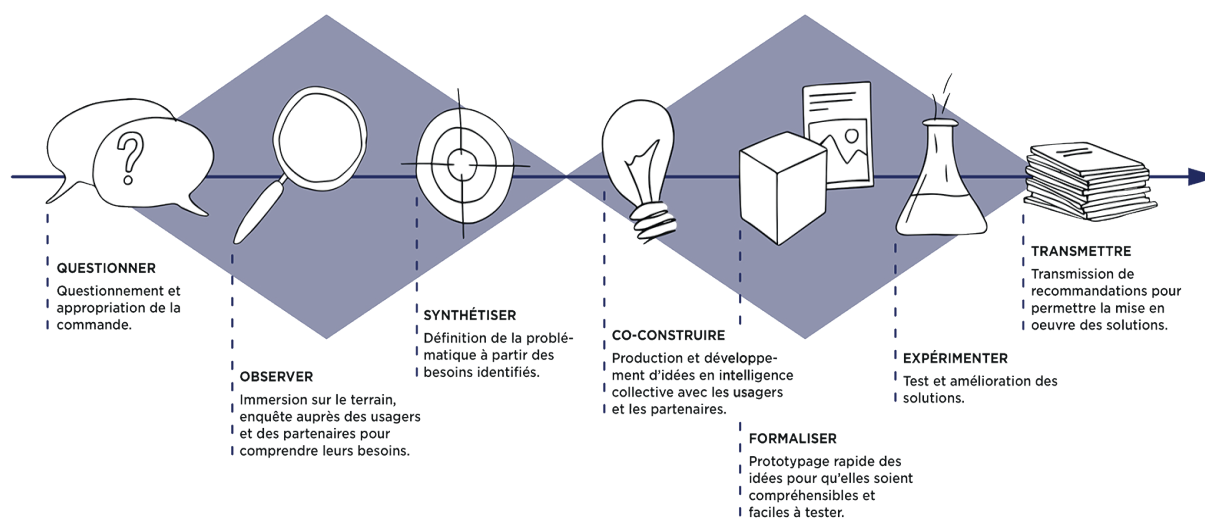 ?
QUESTIONNER
Questionnement et
appropriation de la
commande.
OBSERVER
Immersion sur le terrain,
enquête auprès des usagers
et des partenaires pour
comprendre leurs besoins.
SYNTHÉTISER
Définition de la problé-
matique à partir des
besoins identifiés.
CO-CONSTRUIRE
Production et développe-
ment d'idées en intelligence
collective avec les usagers
et les partenaires.
FORMALISER
Prototypage rapide des
idées pour qu'elles soient
compréhensibles et
faciles à tester.
EXPÉRIMENTER
Test et amélioration des
solutions.
TRANSMETTRE
Transmission de
recommandations pour
permettre la mise en
oeuvre des solutions.